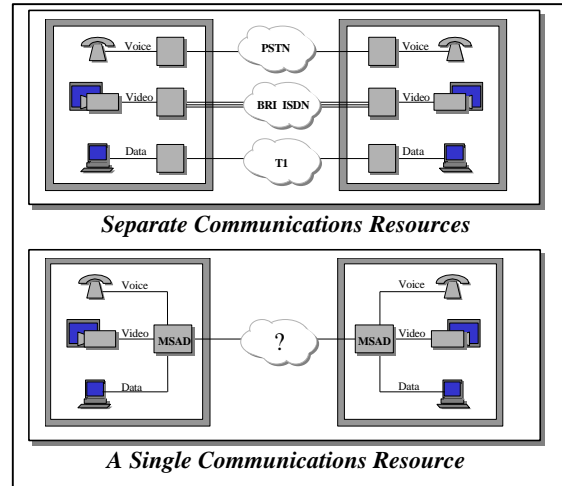 Voice PSTN Voice
Video BRI ISDN Video
Data T1 Data
Separate Communications Resources
Voice Voice
Video MSAD ? MSAD Video
Data Data
A Single Communications Resource